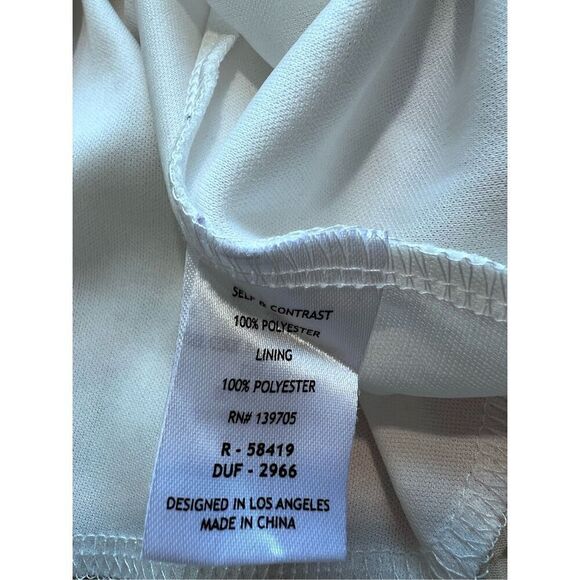 SELF & CONTRAST
100% POLYESTER
LINING
100% POLYESTER
RN# 139705
R - 58419
DUF - 2966
DESIGNED IN LOS ANGELES
MADE IN CHINA